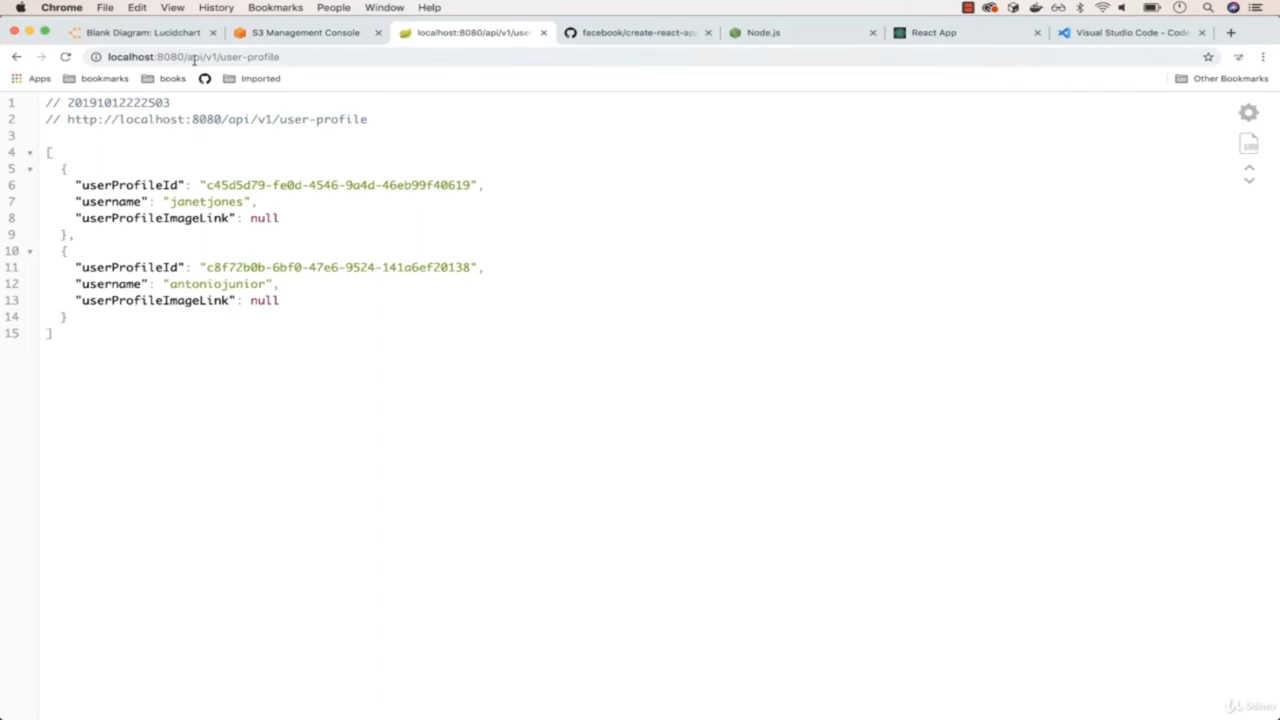 Chrome File Edit View History Bookmarks People Window Help
Blank Diagram: Lucidchart S3 Management Console localhost:8080/api/v1/use facebook/create-react-ap Node.js React App Visual Studio Code - Code
localhost:8080/api/v1/user-profile
Apps bookmarks books Imported Other Bookmarks
1 // 20191012222503
2 // http://localhost:8080/api/v1/user-profile
3
4 [
5 {
6 "userProfileId": "c45d5d79-fe0d-4546-9a4d-46eb99f40619",
7 "username": "janetjones",
8 "userProfileImageLink": null
9 },
10 {
11 "userProfileId": "c8f72b0b-6bf0-47e6-9524-141a6ef20138",
12 "username": "antoniojunior",
13 "userProfileImageLink": null
14 }
15 ]
Udemy